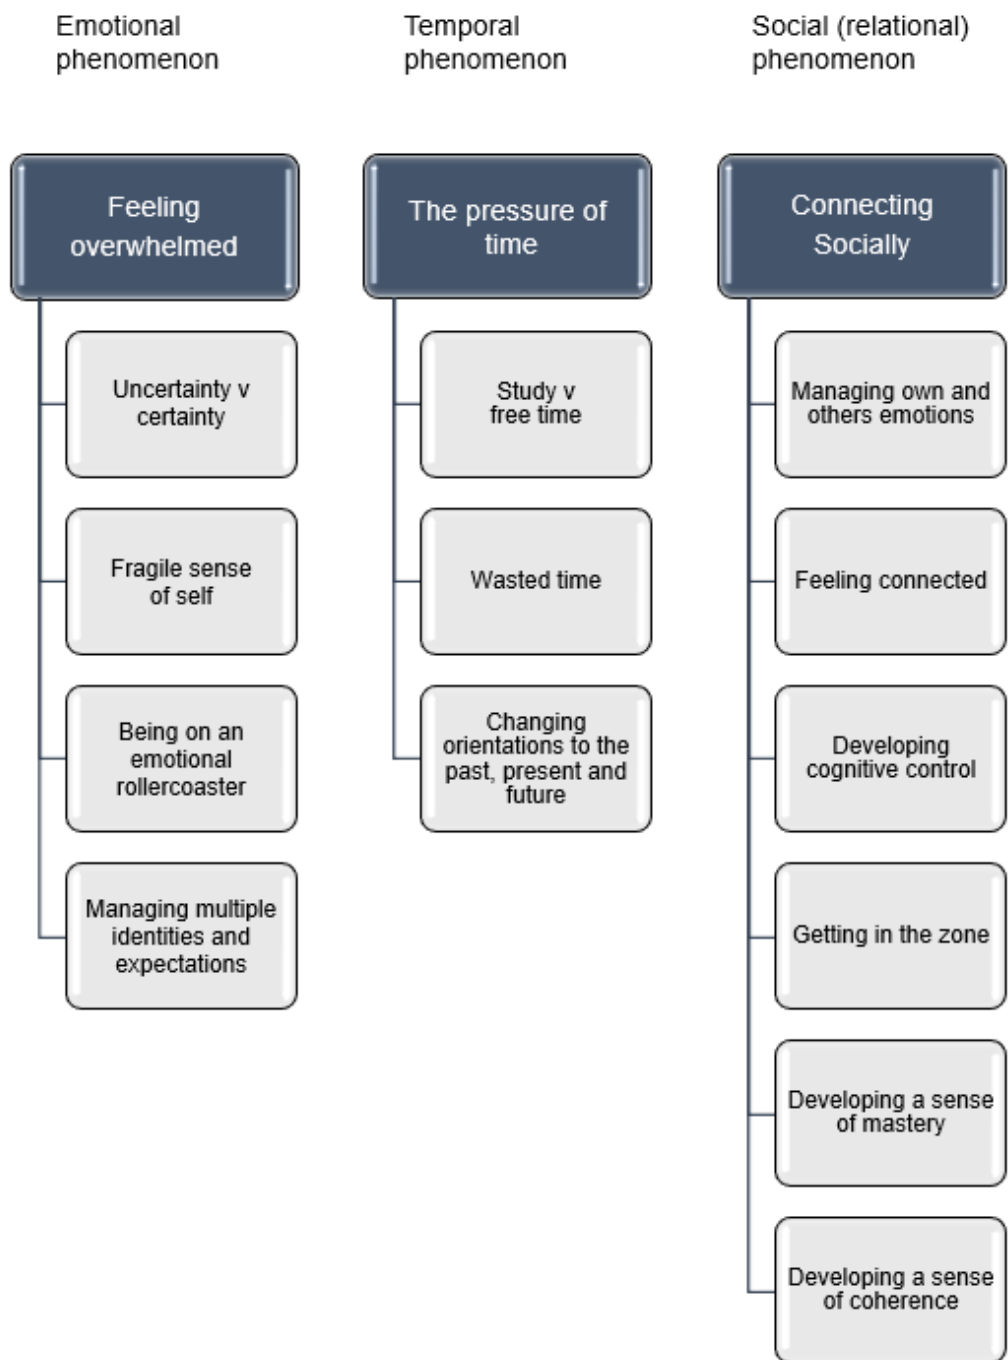 Emotional
phenomenon
Temporal
phenomenon
Social (relational)
phenomenon
Feeling
overwhelmed
Uncertainty v
certainty
Fragile sense
of self
Being on an
emotional
rollercoaster
Managing multiple
identities and
expectations
The pressure of
time
Study v
free time
Wasted time
Changing
orientations to the
past, present and
future
Connecting
Socially
Managing own and
others emotions
Feeling connected
Developing
cognitive control
Getting in the zone
Developing a sense
of mastery
Developing a sense
of coherence